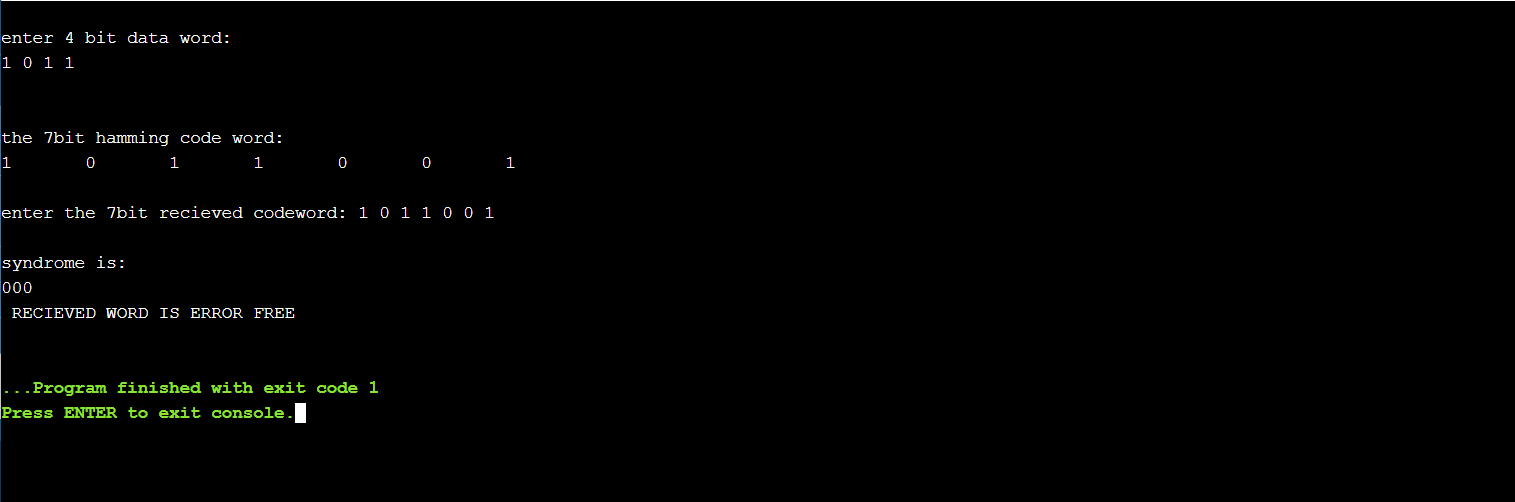 enter 4 bit data word:
1 0 1 1
the 7bit hamming code word:
1 0 1 1 0 0 1
enter the 7bit recieved codeword: 1 0 1 1 0 0 1
syndrome is:
000
RECIEVED WORD IS ERROR FREE
...Program finished with exit code 1
Press ENTER to exit console.